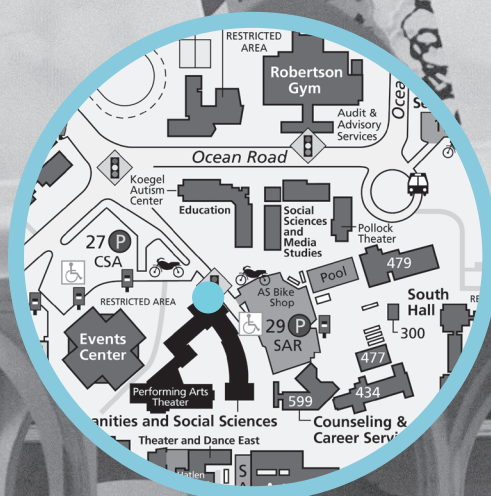 RESTRICTED
AREA
Robertson
Gym
Audit &
Advisory
Services
Ocean Road
Koegel
Autism
Center
Education
Social
Sciences
and
Media
Studies
Pollock
Theater
27 P
CSA
RESTRICTED AREA
AS Bike
Shop
29 P
SAR
Pool
479
South
Hall
300
477
434
599
Events
Center
Performing Arts
Theater
anities and Social Sciences
Counseling &
Career Servi
Theater and Dance East
Hatlen
S